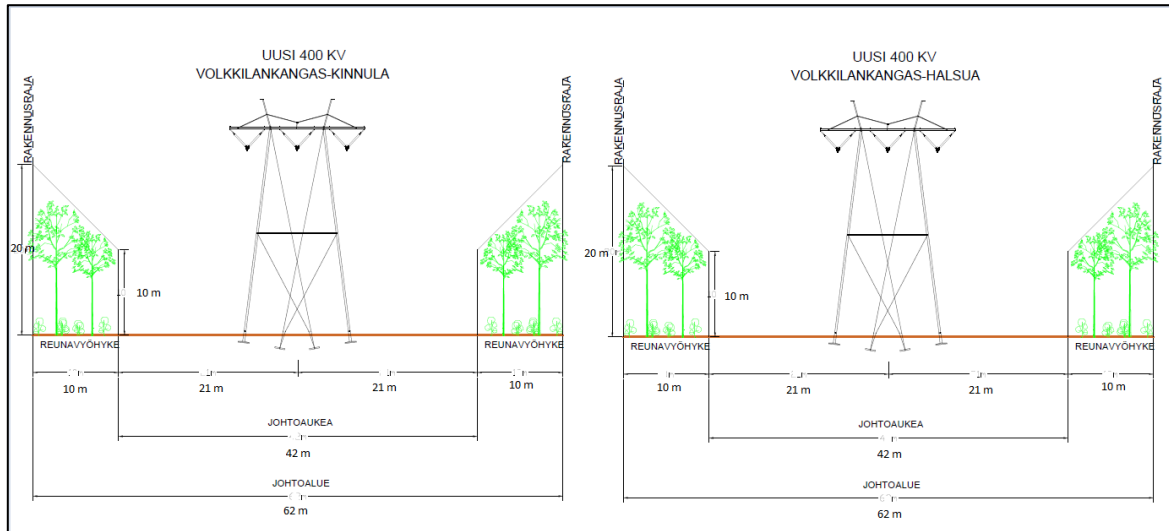 UUSI 400 KV
VOLKKILANKANGAS-KINNULA
RAKENNUSRAJA
RAKENNUSRAJA
20 m
10 m
REUNAVYÖHYKE
REUNAVYÖHYKE
10 m
21 m
21 m
10 m
JOHTOAUKEA
42 m
JOHTOALUE
62 m
UUSI 400 KV
VOLKKILANKANGAS-HALSUA
RAKENNUSRAJA
RAKENNUSRAJA
20 m
10 m
REUNAVYÖHYKE
REUNAVYÖHYKE
10 m
21 m
21 m
10 m
JOHTOAUKEA
42 m
JOHTOALUE
62 m